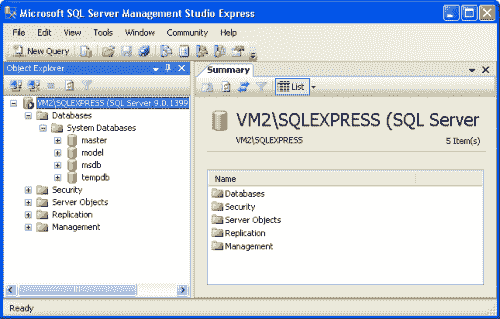 Microsoft SQL Server Management Studio Express
File Edit View Tools Window Community Help
New Query
Object Explorer
VM2\SQLEXPRESS (SQL Server 9.0.1399
Databases
System Databases
master
model
msdb
tempdb
Security
Server Objects
Replication
Management
Summary
List
VM2\SQLEXPRESS (SQL Server
VM2\SQLEXPRESS 5 Item(s)
Name
Databases
Security
Server Objects
Replication
Management
Ready